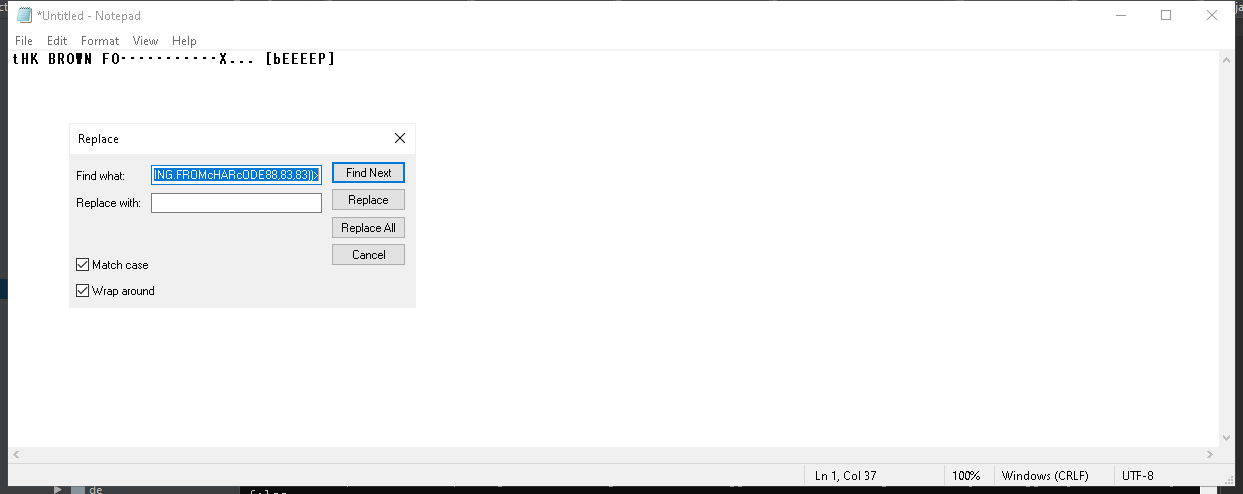 *Untitled - Notepad
File Edit Format View Help
tHK BROWN FO···········X... [bEEEEP]
Replace
Find what: ING.FROMcHARcODE88,83,83))> Find Next
Replace with: Replace
Replace All
Cancel
Match case
Wrap around
Ln 1, Col 37 100% Windows (CRLF) UTF-8
de